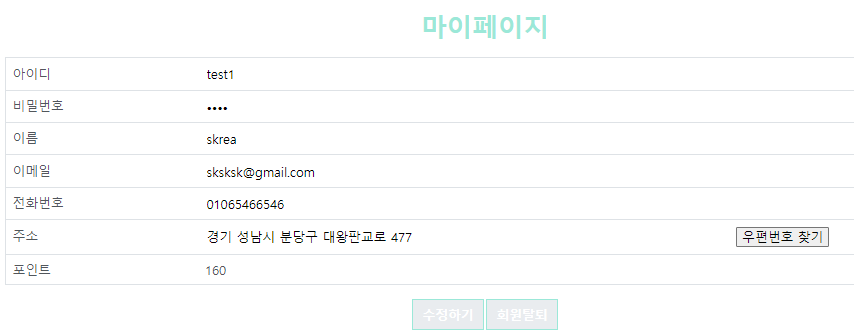 마이페이지
아이디 test1
비밀번호 ••••
이름 skrea
이메일 sksksk@gmail.com
전화번호 01065466546
주소 경기 성남시 분당구 대왕판교로 477 우편번호 찾기
포인트 160
수정하기 회원탈퇴